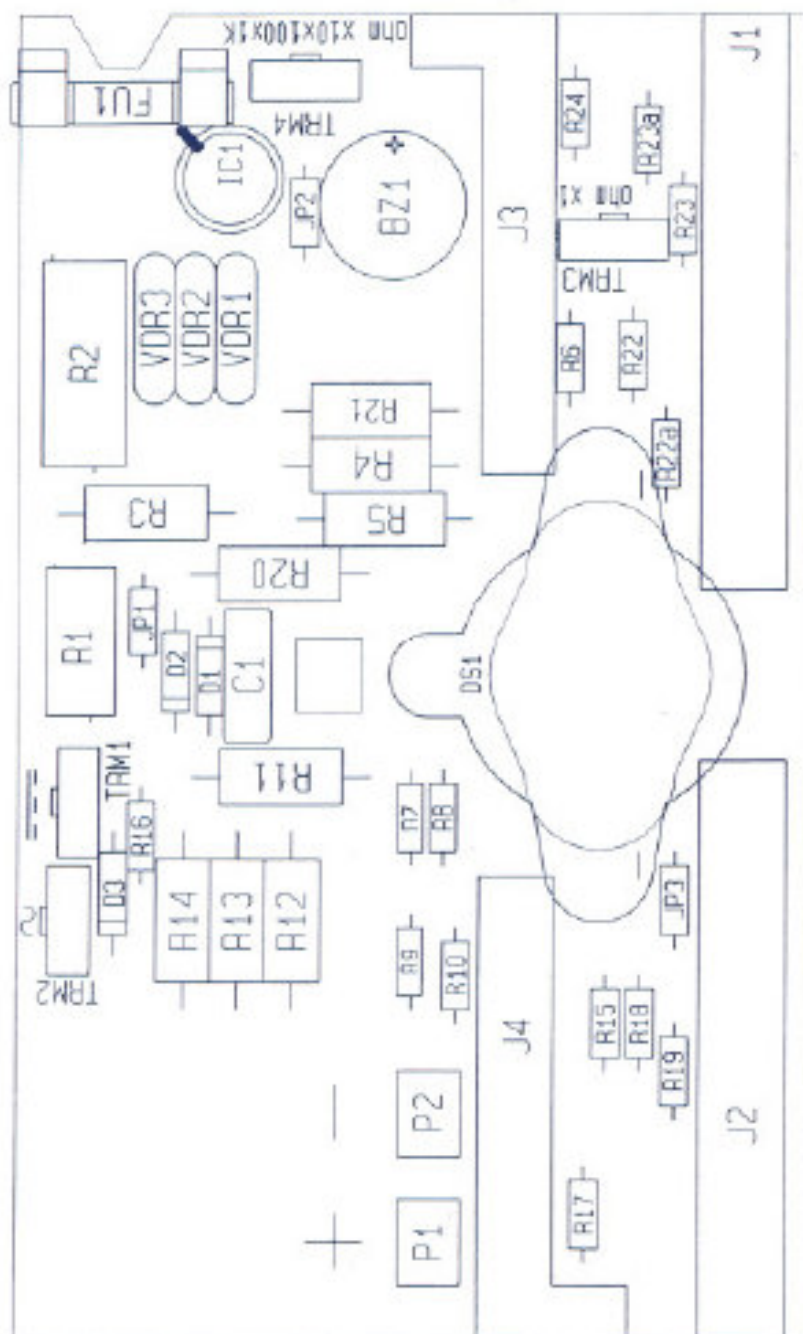 ohm x10x100x1K
J1
FU1
TRM4
R24
R23a
IC1
JP2
+
BZ1
J3
ohm x1
R23
TRM3
VDR3
VDR2
VDR1
R2
R6
R22
R21
R4
R22a
R3
R5
R20
R1
JP1
D2
D1
C1
DS1
TRM1
R11
R16
R7
R8
D3
R14
R13
R12
JP3
TRM2
R9
R10
R15
R18
J4
R19
P2
J2
R17
P1
+